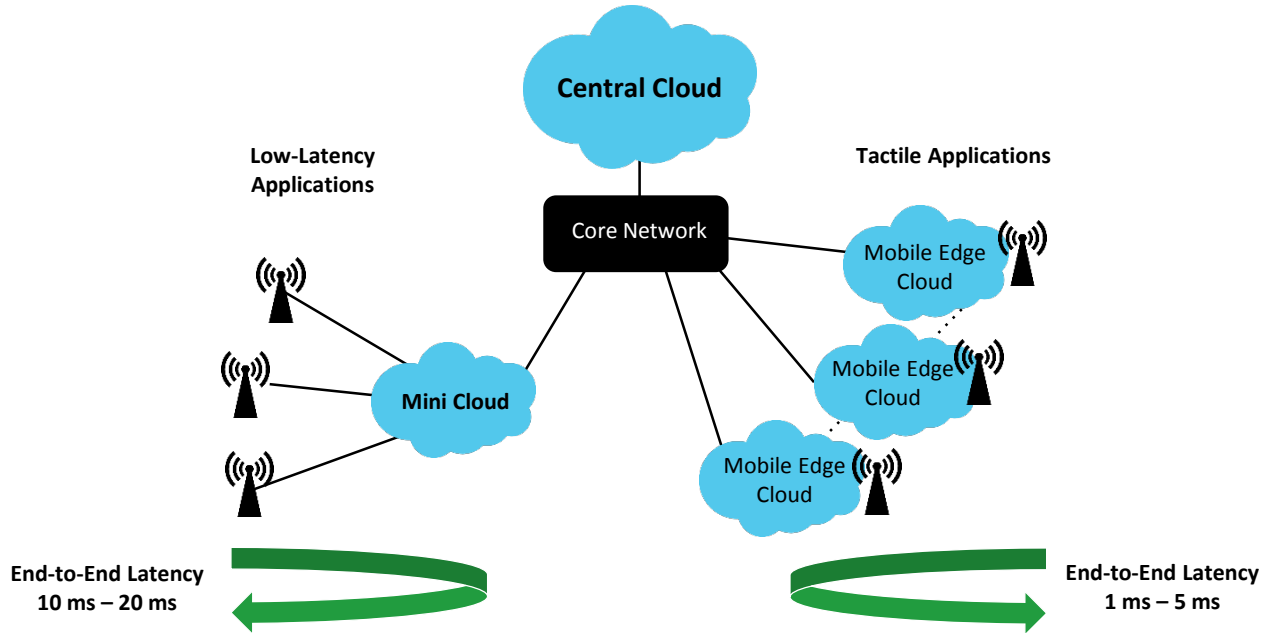 Central Cloud
Low-Latency
Applications
Tactile Applications
Core Network
Mobile Edge
Cloud
Mobile Edge
Cloud
Mini Cloud
Mobile Edge
Cloud
End-to-End Latency
10 ms – 20 ms
End-to-End Latency
1 ms – 5 ms